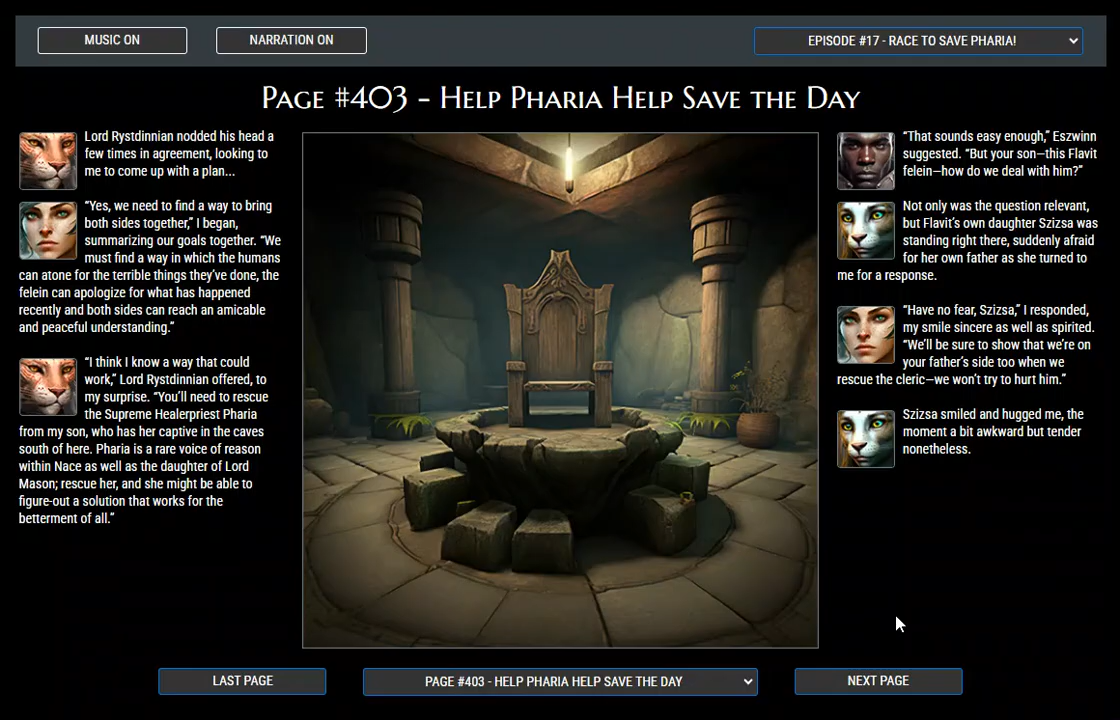 MUSIC ON
NARRATION ON
EPISODE #17 - RACE TO SAVE PHARIA!
Page #403 - Help Pharia Help Save the Day
Lord Rystdinnian nodded his head a
few times in agreement, looking to
me to come up with a plan...
“Yes, we need to find a way to bring
both sides together,” I began,
summarizing our goals together. “We
must find a way in which the humans
can atone for the terrible things they’ve done, the
felein can apologize for what has happened
recently and both sides can reach an amicable
and peaceful understanding.”
“I think I know a way that could
work,” Lord Rystdinnian offered, to
my surprise. “You’ll need to rescue
the Supreme Healerpriest Pharia
from my son, who has her captive in the caves
south of here. Pharia is a rare voice of reason
within Nace as well as the daughter of Lord
Mason; rescue her, and she might be able to
figure-out a solution that works for the
betterment of all.”
“That sounds easy enough,” Eszwinn
suggested. “But your son—this Flavit
felein—how do we deal with him?”
Not only was the question relevant,
but Flavit’s own daughter Szizsa was
standing right there, suddenly afraid
for her own father as she turned to
me for a response.
“Have no fear, Szizsa,” I responded,
my smile sincere as well as spirited.
“We’ll be sure to show that we’re on
your father’s side too when we
rescue the cleric—we won’t try to hurt him.”
Szizsa smiled and hugged me, the
moment a bit awkward but tender
nonetheless.
LAST PAGE
PAGE #403 - HELP PHARIA HELP SAVE THE DAY
NEXT PAGE